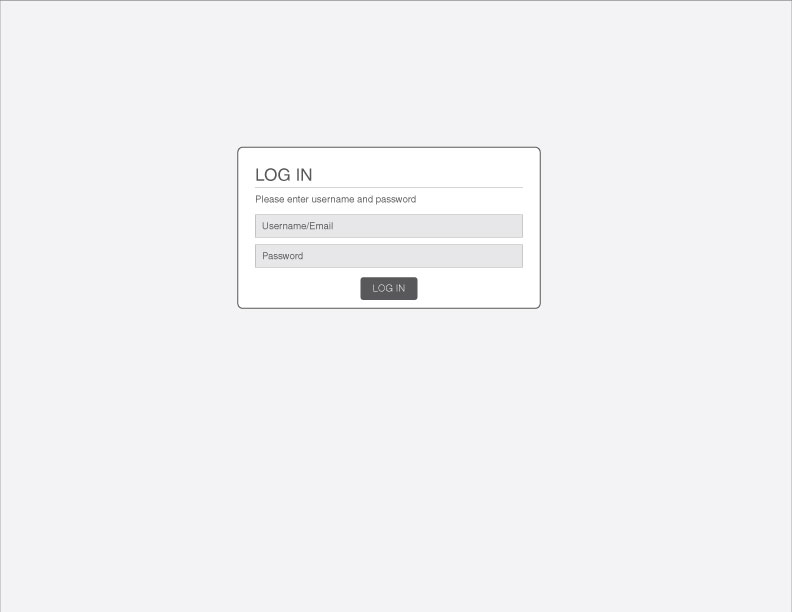 LOG IN
Please enter username and password
Username/Email
Password
LOG IN